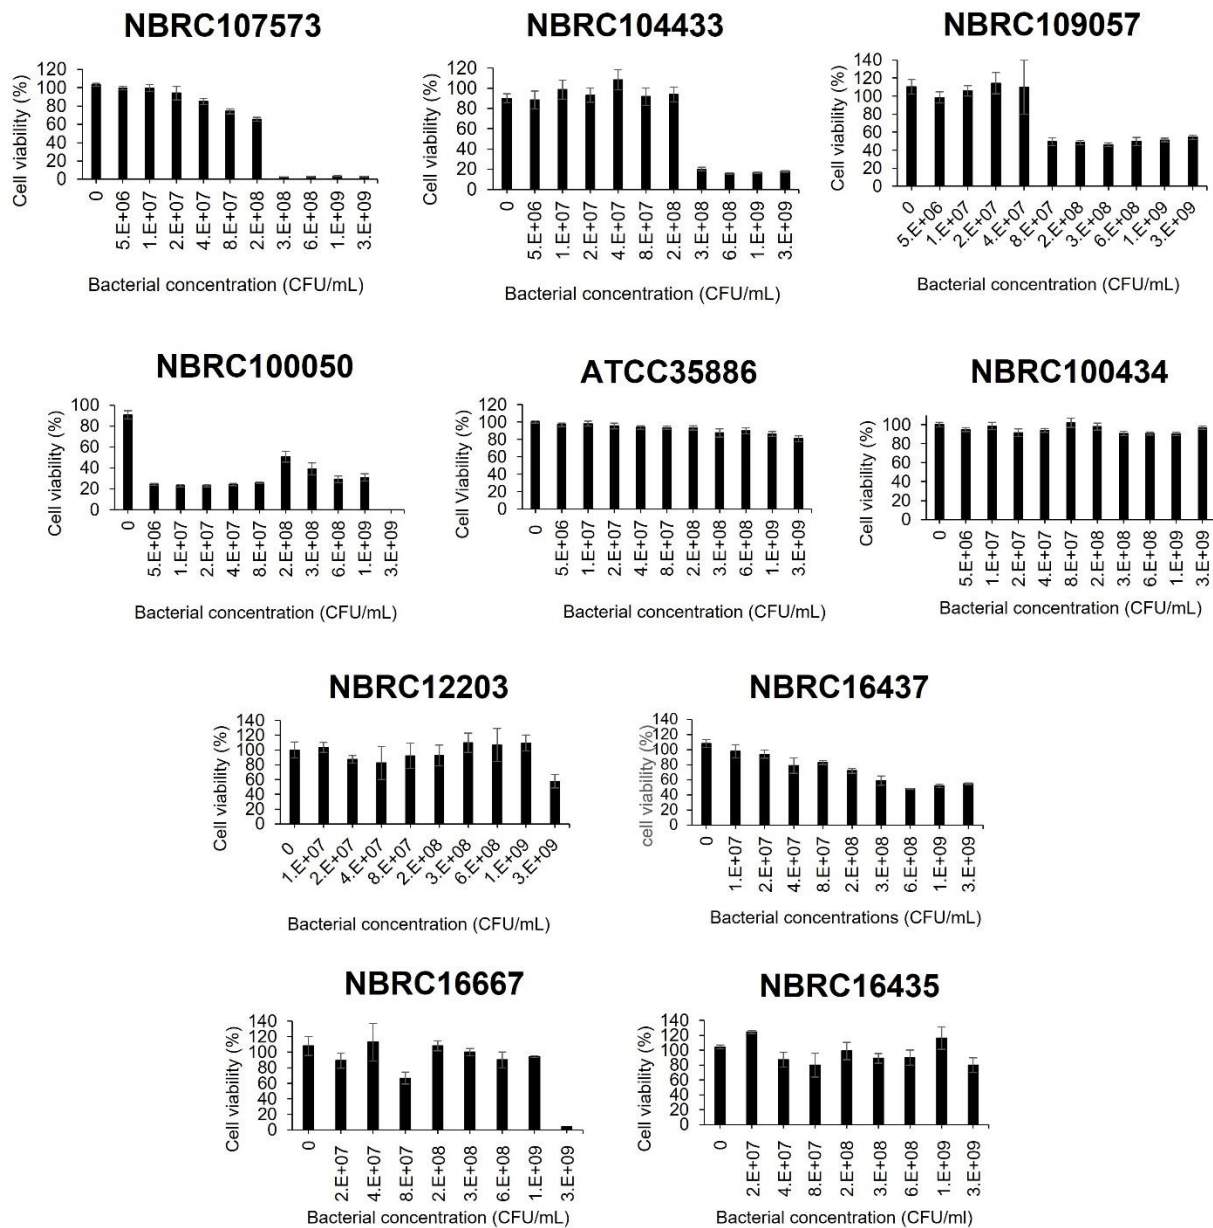 NBRC107573
Cell viability (%)
120
100
80
60
40
20
0
0
5.E+06
1.E+07
2.E+07
4.E+07
8.E+07
2.E+08
3.E+08
6.E+08
1.E+09
3.E+09
Bacterial concentration (CFU/mL)
NBRC104433
Cell viability (%)
120
100
80
60
40
20
0
0
5.E+06
1.E+07
2.E+07
4.E+07
8.E+07
2.E+08
3.E+08
6.E+08
1.E+09
3.E+09
Bacterial concentration (CFU/mL)
NBRC109057
Cell viability (%)
140
120
100
80
60
40
20
0
0
5.E+06
1.E+07
2.E+07
4.E+07
8.E+07
2.E+08
3.E+08
6.E+08
1.E+09
3.E+09
Bacterial concentration (CFU/mL)
NBRC100050
Cell viability (%)
100
80
60
40
20
0
0
5.E+06
1.E+07
2.E+07
4.E+07
8.E+07
2.E+08
3.E+08
6.E+08
1.E+09
3.E+09
Bacterial concentration (CFU/mL)
ATCC35886
Cell Viability (%)
120
100
80
60
40
20
0
0
5.E+06
1.E+07
2.E+07
4.E+07
8.E+07
2.E+08
3.E+08
6.E+08
1.E+09
3.E+09
Bacterial concentration (CFU/mL)
NBRC100434
Cell viability (%)
100
80
60
40
20
0
0
5.E+06
1.E+07
2.E+07
4.E+07
8.E+07
2.E+08
3.E+08
6.E+08
1.E+09
3.E+09
Bacterial concentration (CFU/mL)
NBRC12203
Cell viability (%)
140
120
100
80
60
40
20
0
0
1.E+07
2.E+07
4.E+07
8.E+07
2.E+08
3.E+08
6.E+08
1.E+09
3.E+09
Bacterial concentration (CFU/mL)
NBRC16437
cell viability (%)
140
120
100
80
60
40
20
0
0
1.E+07
2.E+07
4.E+07
8.E+07
2.E+08
3.E+08
6.E+08
1.E+09
3.E+09
Bacterial concentrations (CFU/mL)
NBRC16667
Cell viability (%)
140
120
100
80
60
40
20
0
0
2.E+07
4.E+07
8.E+07
2.E+08
3.E+08
6.E+08
1.E+09
3.E+09
Bacterial concentration (CFU/mL)
NBRC16435
Cell viability (%)
140
120
100
80
60
40
20
0
0
2.E+07
4.E+07
8.E+07
2.E+08
3.E+08
6.E+08
1.E+09
3.E+09
Bacterial concentration (CFU/ml)